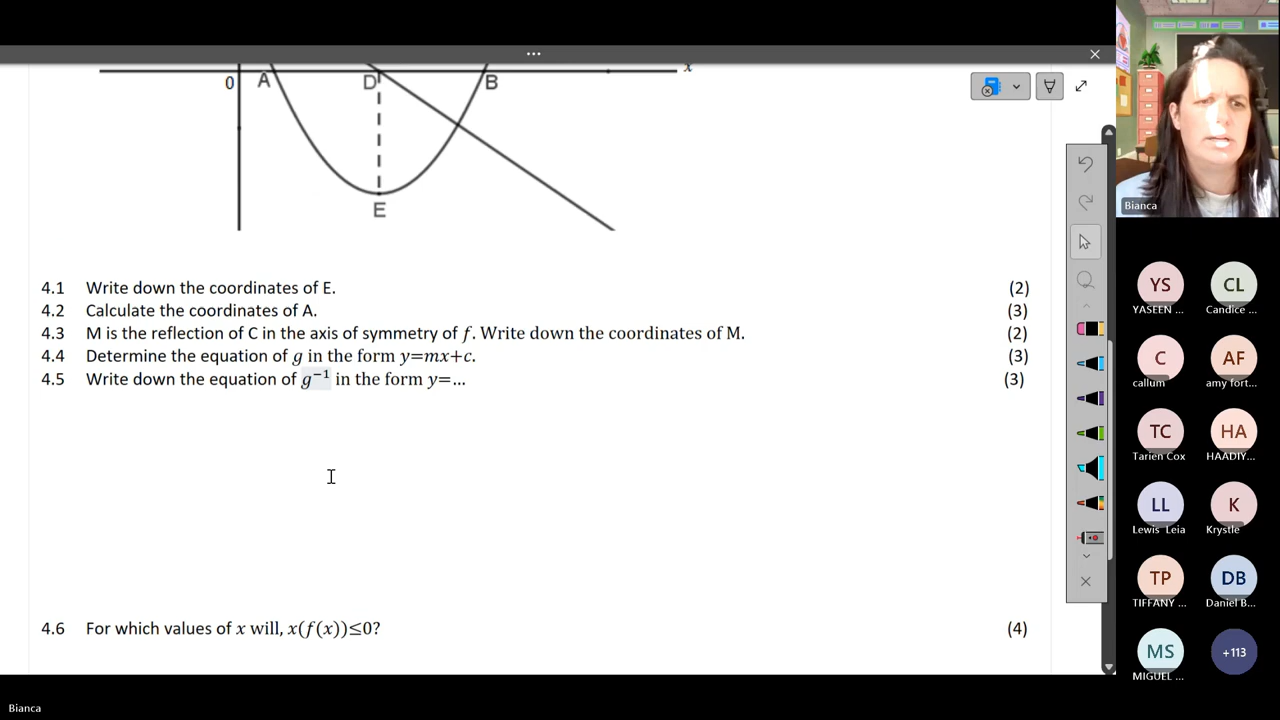 x
0 A D B
E
4.1 Write down the coordinates of E. (2)
4.2 Calculate the coordinates of A. (3)
4.3 M is the reflection of C in the axis of symmetry of f. Write down the coordinates of M. (2)
4.4 Determine the equation of g in the form y=mx+c. (3)
4.5 Write down the equation of g⁻¹ in the form y=... (3)
4.6 For which values of x will, x(f(x))≤0? (4)
Bianca
YS CL
YASEEN ... Candice ...
C AF
callum amy fort...
TC HA
Tarien Cox HAADIY...
LL K
Lewis Leia Krystle
TP DB
TIFFANY ... Daniel B...
MS +113
MIGUEL ...
Bianca